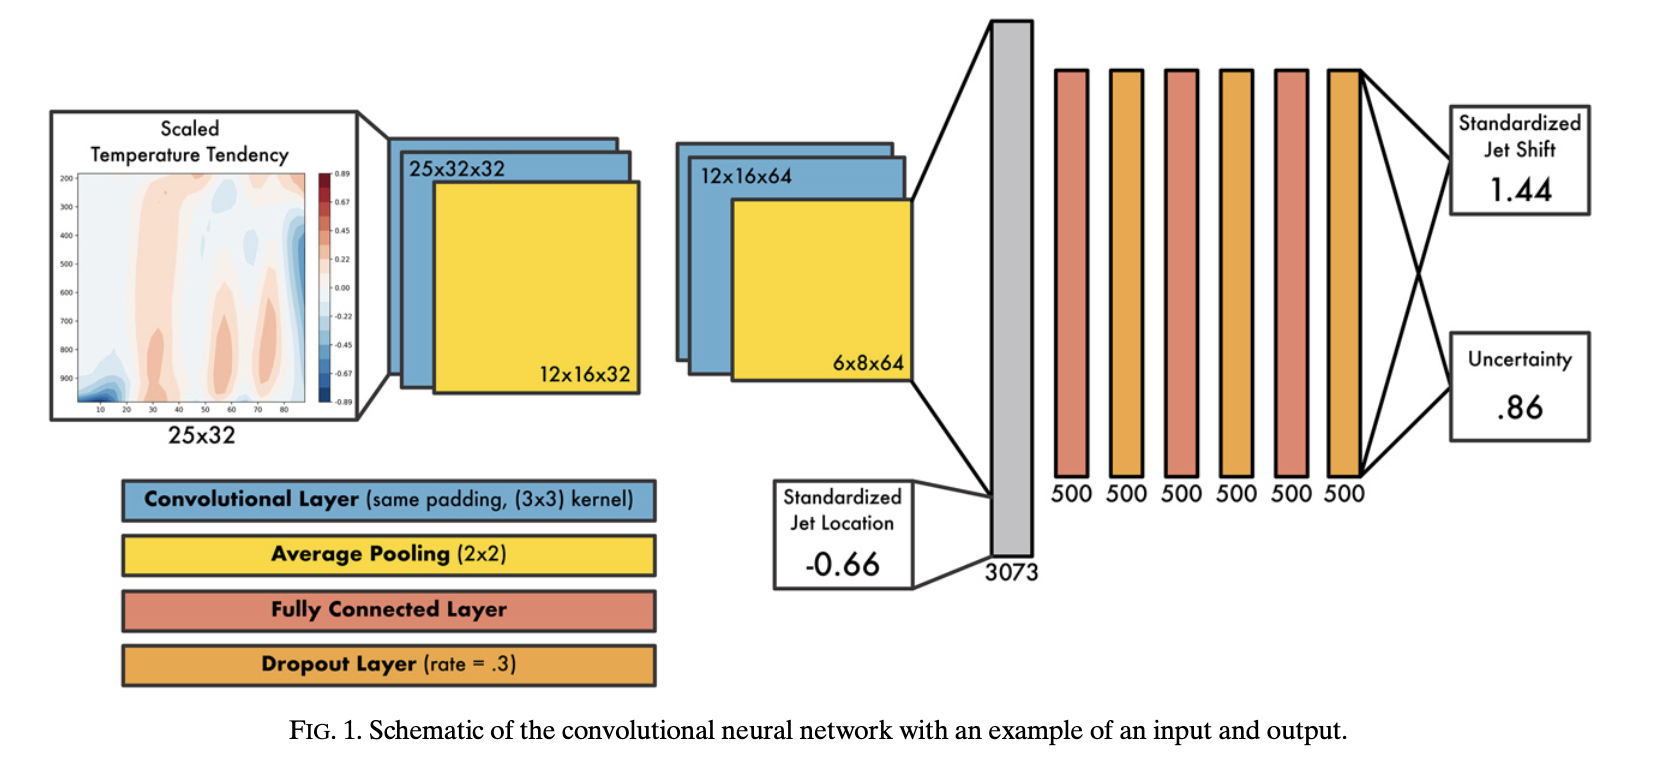 Scaled
Temperature Tendency
200
300
400
500
600
700
800
900
10 20 30 40 50 60 70 80
0.89
0.67
0.45
0.22
0.00
-0.22
-0.45
-0.67
-0.89
25x32
25x32x32
12x16x32
12x16x64
6x8x64
Standardized
Jet Location
-0.66
3073
500 500 500 500 500 500
Standardized
Jet Shift
1.44
Uncertainty
.86
Convolutional Layer (same padding, (3x3) kernel)
Average Pooling (2x2)
Fully Connected Layer
Dropout Layer (rate = .3)
FIG. 1. Schematic of the convolutional neural network with an example of an input and output.